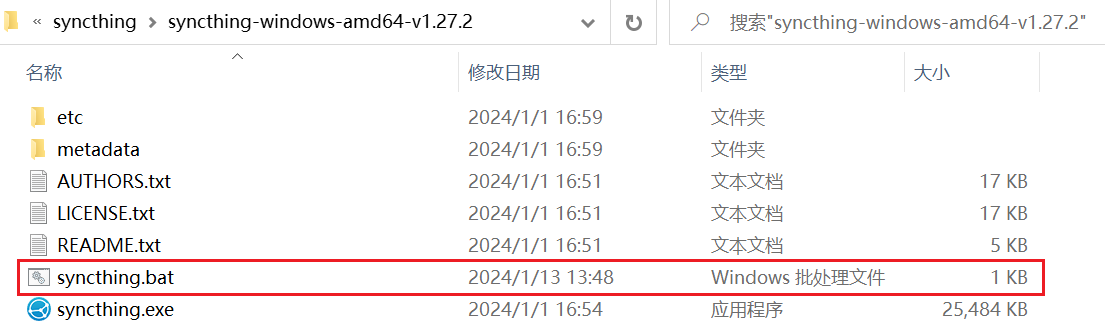 « syncthing › syncthing-windows-amd64-v1.27.2 搜索"syncthing-windows-amd64-v1.27.2"
名称 修改日期 类型 大小
etc 2024/1/1 16:59 文件夹
metadata 2024/1/1 16:59 文件夹
AUTHORS.txt 2024/1/1 16:51 文本文档 17 KB
LICENSE.txt 2024/1/1 16:51 文本文档 17 KB
README.txt 2024/1/1 16:51 文本文档 5 KB
syncthing.bat 2024/1/13 13:48 Windows 批处理文件 1 KB
syncthing.exe 2024/1/1 16:54 应用程序 25,484 KB